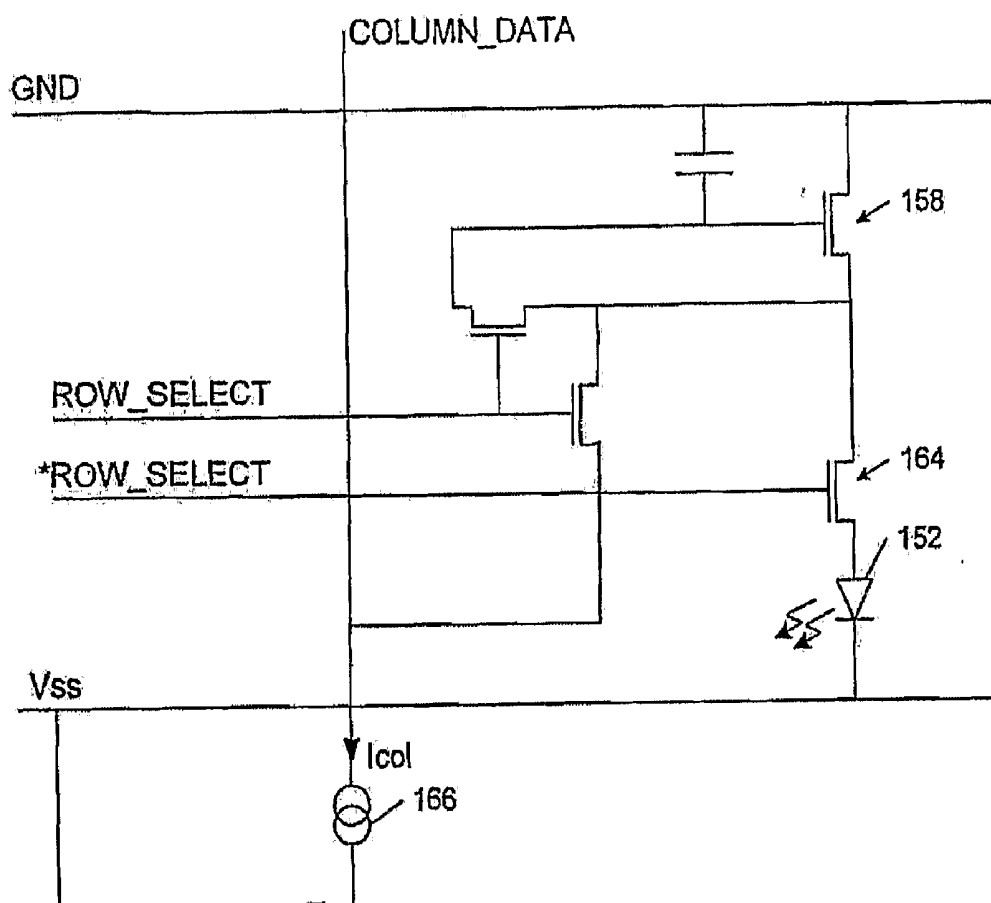 COLUMN_DATA
GND
158
ROW_SELECT
*ROW_SELECT
164
152
Vss
Icol
166